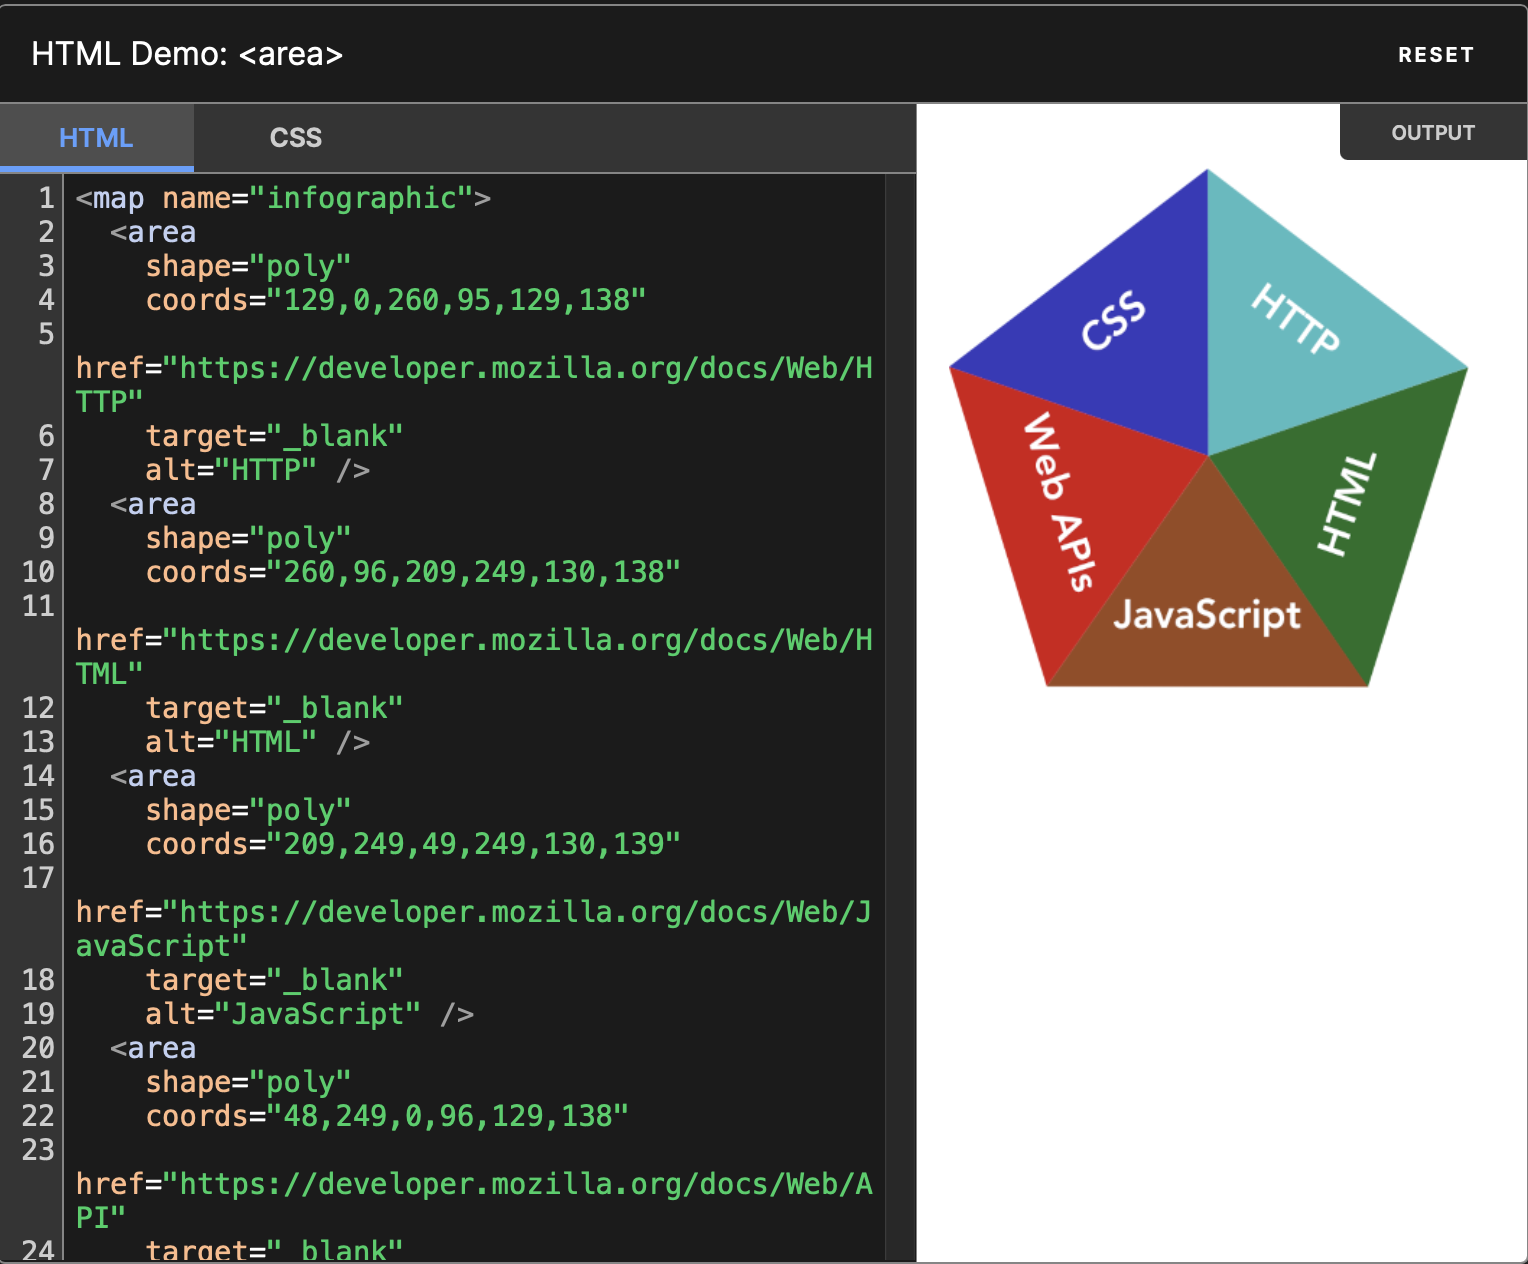 HTML Demo: <area>
RESET
HTML
CSS
OUTPUT
1 <map name="infographic">
2 <area
3 shape="poly"
4 coords="129,0,260,95,129,138"
5
href="https://developer.mozilla.org/docs/Web/H
TTP"
6 target="_blank"
7 alt="HTTP" />
8 <area
9 shape="poly"
10 coords="260,96,209,249,130,138"
11
href="https://developer.mozilla.org/docs/Web/H
TML"
12 target="_blank"
13 alt="HTML" />
14 <area
15 shape="poly"
16 coords="209,249,49,249,130,139"
17
href="https://developer.mozilla.org/docs/Web/J
avaScript"
18 target="_blank"
19 alt="JavaScript" />
20 <area
21 shape="poly"
22 coords="48,249,0,96,129,138"
23
href="https://developer.mozilla.org/docs/Web/A
PI"
24 target="_blank"
CSS
HTTP
Web APIs
HTML
JavaScript